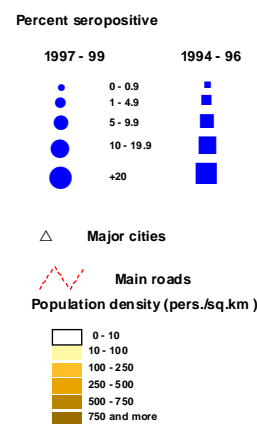 Percent seropositive
1997 - 99 1994 - 96
0 - 0.9
1 - 4.9
5 - 9.9
10 - 19.9
+20
Major cities
Main roads
Population density (pers./sq.km )
0 - 10
10 - 100
100 - 250
250 - 500
500 - 750
750 and more